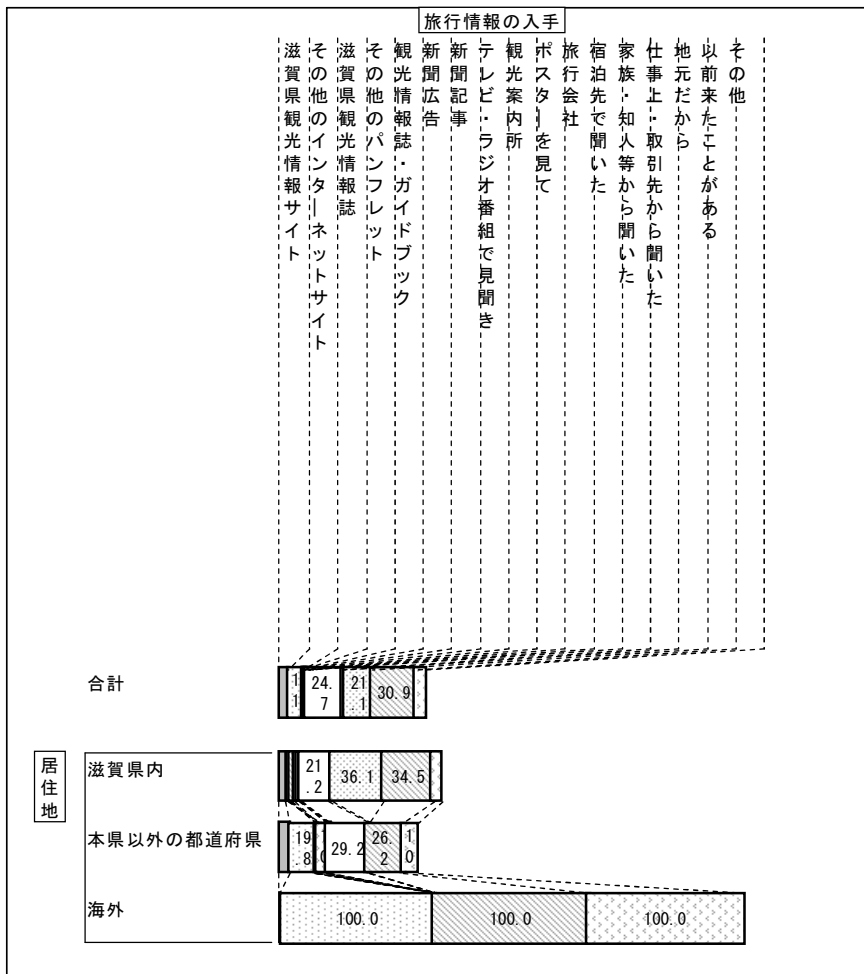 旅行情報の入手
滋賀県観光情報サイト
その他のインターネットサイト
滋賀県観光情報誌
その他のパンフレット
観光情報誌・ガイドブック
新聞広告
新聞記事
テレビ・ラジオ番組で見聞き
観光案内所
ポスターを見て
旅行会社
宿泊先で聞いた
家族・知人等から聞いた
仕事上・取引先から聞いた
地元だから
以前来たことがある
その他
合計
24.7
21.1
30.9
居住地
滋賀県内
21.2
36.1
34.5
本県以外の都道府県
19.8
29.2
26.2
海外
100.0
100.0
100.0